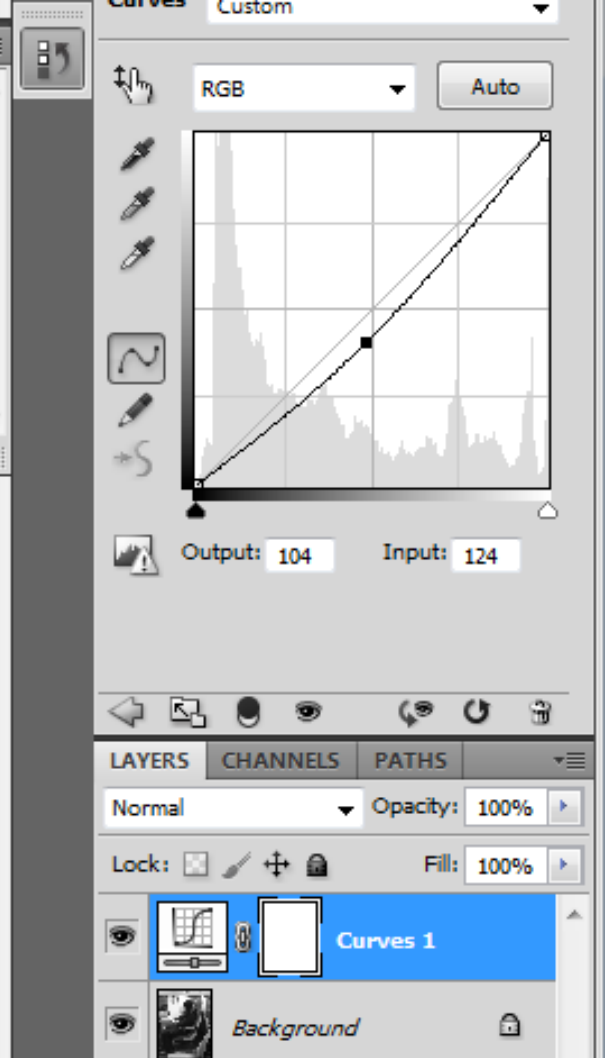 Curves Custom
RGB Auto
Output: 104 Input: 124
LAYERS CHANNELS PATHS
Normal Opacity: 100%
Lock: Fill: 100%
Curves 1
Background